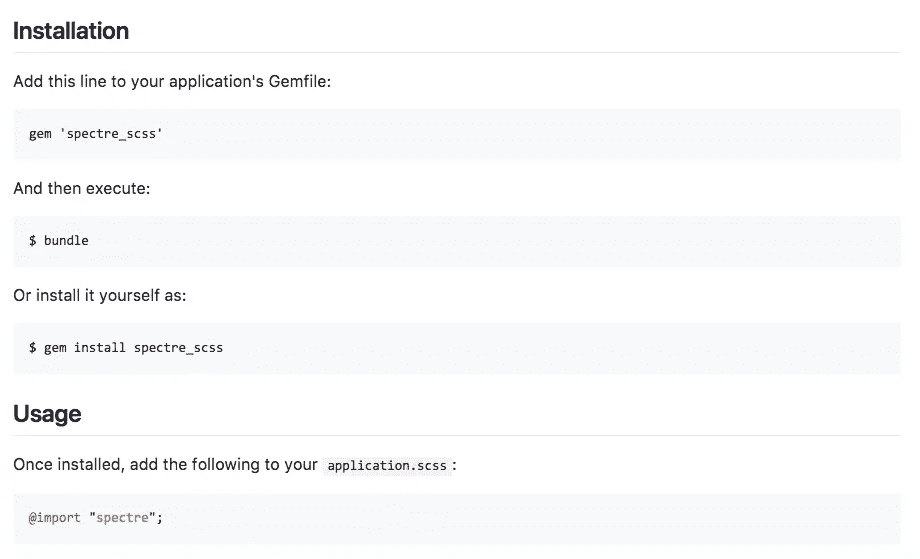 Installation
Add this line to your application's Gemfile:
gem 'spectre_scss'
And then execute:
$ bundle
Or install it yourself as:
$ gem install spectre_scss
Usage
Once installed, add the following to your application.scss :
@import "spectre";